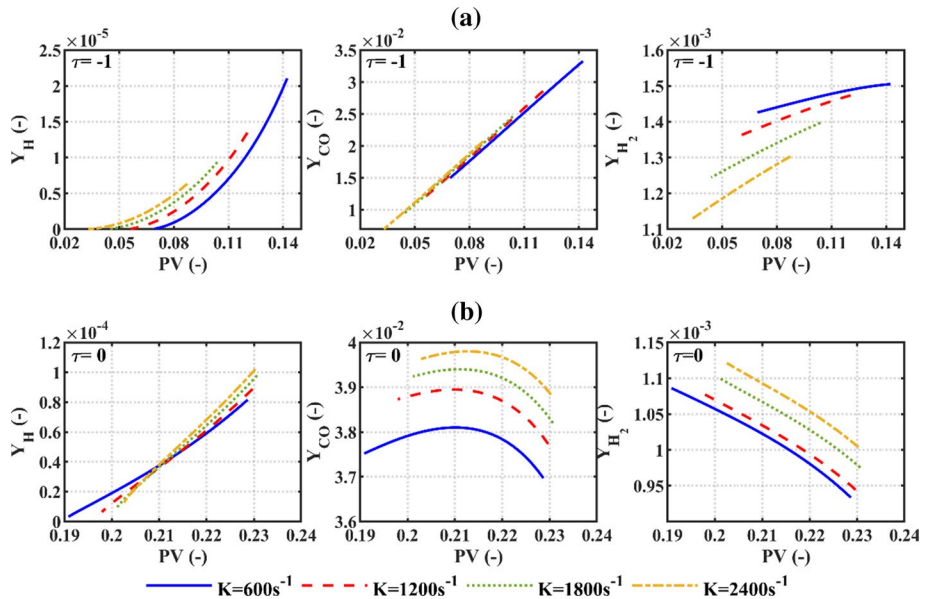 (a)
×10⁻⁵ ×10⁻² ×10⁻³
2.5 3.5 1.6
τ= -1 τ= -1 τ= -1
2 3 1.5
1.5 2.5 1.4
1 2 1.3
0.5 1.5 1.2
0 1 1.1
Y_H (-) Y_CO (-) Y_H₂ (-)
0.02 0.05 0.08 0.11 0.14 0.02 0.05 0.08 0.11 0.14 0.02 0.05 0.08 0.11 0.14
PV (-) PV (-) PV (-)
(b)
×10⁻⁴ ×10⁻² ×10⁻³
1.2 4 1.15
τ= 0 τ= 0 τ=0
1 3.9 1.1
0.8 3.8 1.05
0.6 3.7 1
0.4 3.6 0.95
0.2 0.90
0
Y_H (-) Y_CO (-) Y_H₂ (-)
0.19 0.2 0.21 0.22 0.23 0.24 0.19 0.2 0.21 0.22 0.23 0.24 0.19 0.2 0.21 0.22 0.23 0.24
PV (-) PV (-) PV (-)
K=600s⁻¹ K=1200s⁻¹ K=1800s⁻¹ K=2400s⁻¹